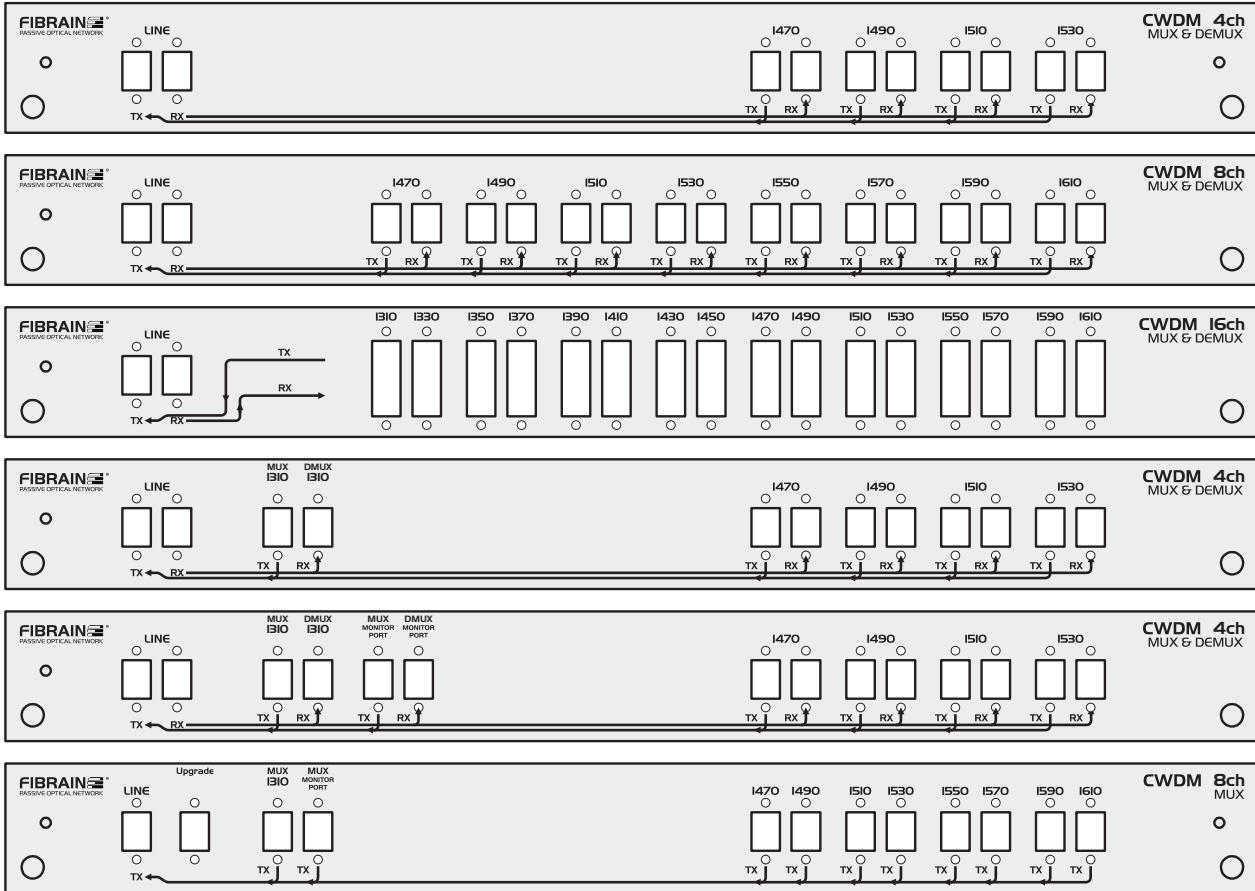 FIBRAIN
PASSIVE OPTICAL NETWORK
LINE
1470 1490 1510 1530
CWDM 4ch
MUX & DEMUX
TX RX TX RX TX RX TX RX TX RX
FIBRAIN
PASSIVE OPTICAL NETWORK
LINE
1470 1490 1510 1530 1550 1570 1590 1610
CWDM 8ch
MUX & DEMUX
TX RX TX RX TX RX TX RX TX RX TX RX TX RX TX RX TX RX
FIBRAIN
PASSIVE OPTICAL NETWORK
LINE
1310 1330 1350 1370 1390 1410 1430 1450 1470 1490 1510 1530 1550 1570 1590 1610
CWDM 16ch
MUX & DEMUX
TX
RX
TX RX
FIBRAIN
PASSIVE OPTICAL NETWORK
LINE
MUX 1310
DMUX 1310
1470 1490 1510 1530
CWDM 4ch
MUX & DEMUX
TX RX TX RX TX RX TX RX TX RX TX RX
FIBRAIN
PASSIVE OPTICAL NETWORK
LINE
MUX 1310
DMUX 1310
MUX MONITOR PORT
DMUX MONITOR PORT
1470 1490 1510 1530
CWDM 4ch
MUX & DEMUX
TX RX TX RX TX RX TX RX TX RX TX RX TX RX
FIBRAIN
PASSIVE OPTICAL NETWORK
LINE
Upgrade
MUX 1310
MUX MONITOR PORT
1470 1490 1510 1530 1550 1570 1590 1610
CWDM 8ch
MUX
TX TX TX TX TX TX TX TX TX TX TX